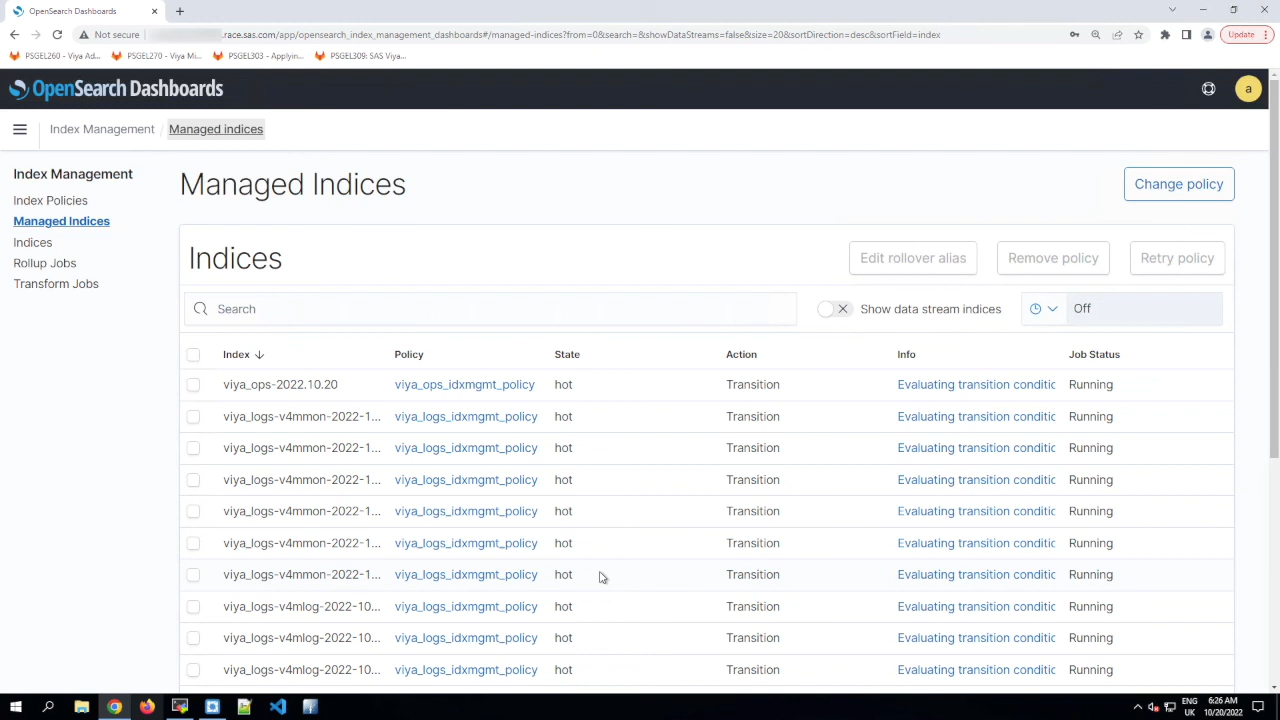 OpenSearch Dashboards
Not secure
.race.sas.com/app/opensearch_index_management_dashboards#/managed-indices?from=0&search=&showDataStreams=false&size=20&sortDirection=desc&sortField=index
Update
PSGEL260 - Viya Ad...
PSGEL270 - Viya Mi...
PSGEL303 - Applyin...
PSGEL309: SAS Viya...
OpenSearch Dashboards
a
Index Management / Managed indices
Index Management
Index Policies
Managed Indices
Indices
Rollup Jobs
Transform Jobs
Managed Indices
Change policy
Indices
Edit rollover alias
Remove policy
Retry policy
Search
Show data stream indices
Off
Index Policy State Action Info Job Status
viya_ops-2022.10.20 viya_ops_idxmgmt_policy hot Transition Evaluating transition conditic Running
viya_logs-v4mmon-2022-1... viya_logs_idxmgmt_policy hot Transition Evaluating transition conditic Running
viya_logs-v4mmon-2022-1... viya_logs_idxmgmt_policy hot Transition Evaluating transition conditic Running
viya_logs-v4mmon-2022-1... viya_logs_idxmgmt_policy hot Transition Evaluating transition conditic Running
viya_logs-v4mmon-2022-1... viya_logs_idxmgmt_policy hot Transition Evaluating transition conditic Running
viya_logs-v4mmon-2022-1... viya_logs_idxmgmt_policy hot Transition Evaluating transition conditic Running
viya_logs-v4mmon-2022-1... viya_logs_idxmgmt_policy hot Transition Evaluating transition conditic Running
viya_logs-v4mlog-2022-10... viya_logs_idxmgmt_policy hot Transition Evaluating transition conditic Running
viya_logs-v4mlog-2022-10... viya_logs_idxmgmt_policy hot Transition Evaluating transition conditic Running
viya_logs-v4mlog-2022-10... viya_logs_idxmgmt_policy hot Transition Evaluating transition conditic Running
ENG 6:26 AM
UK 10/20/2022